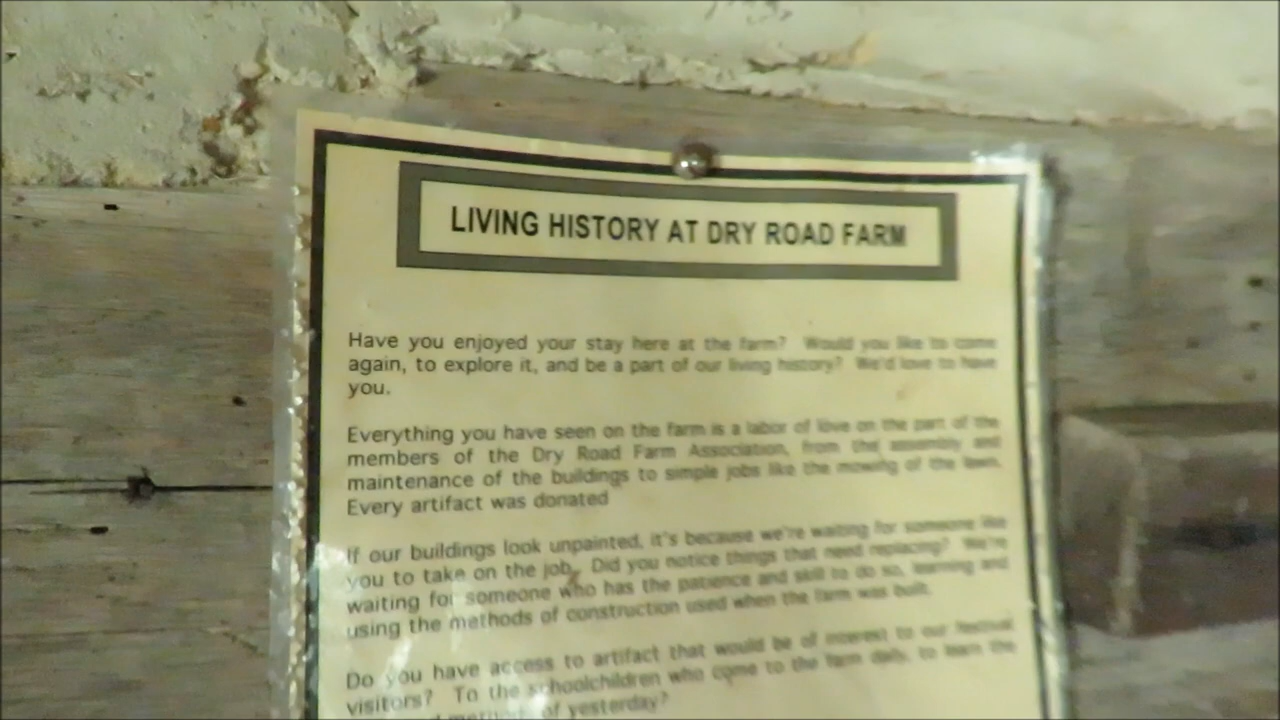 LIVING HISTORY AT DRY ROAD FARM
Have you enjoyed your stay here at the farm? Would you like to come
again, to explore it, and be a part of our living history? We'd love to have
you.
Everything you have seen on the farm is a labor of love on the part of the
members of the Dry Road Farm Association, from the assembly and
maintenance of the buildings to simple jobs like the mowing of the lawn.
Every artifact was donated
If our buildings look unpainted, it's because we're waiting for someone like
you to take on the job. Did you notice things that need replacing? We're
waiting for someone who has the patience and skill to do so, learning and
using the methods of construction used when the farm was built.
Do you have access to artifact that would be of interest to our festival
visitors? To the schoolchildren who come to the farm daily, to learn the
methods of yesterday?